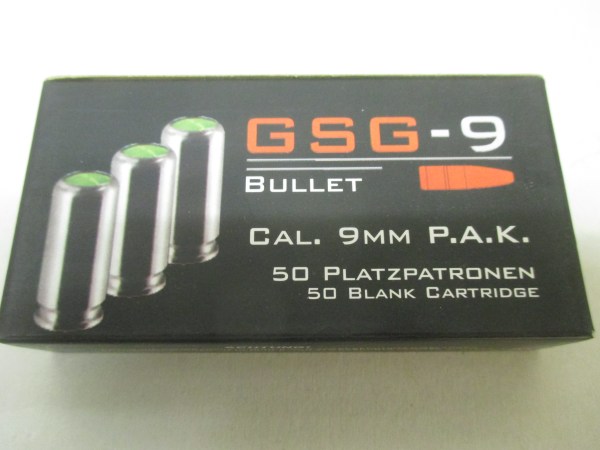 GSG-9
BULLET
CAL. 9MM P.A.K.
50 PLATZPATRONEN
50 BLANK CARTRIDGE